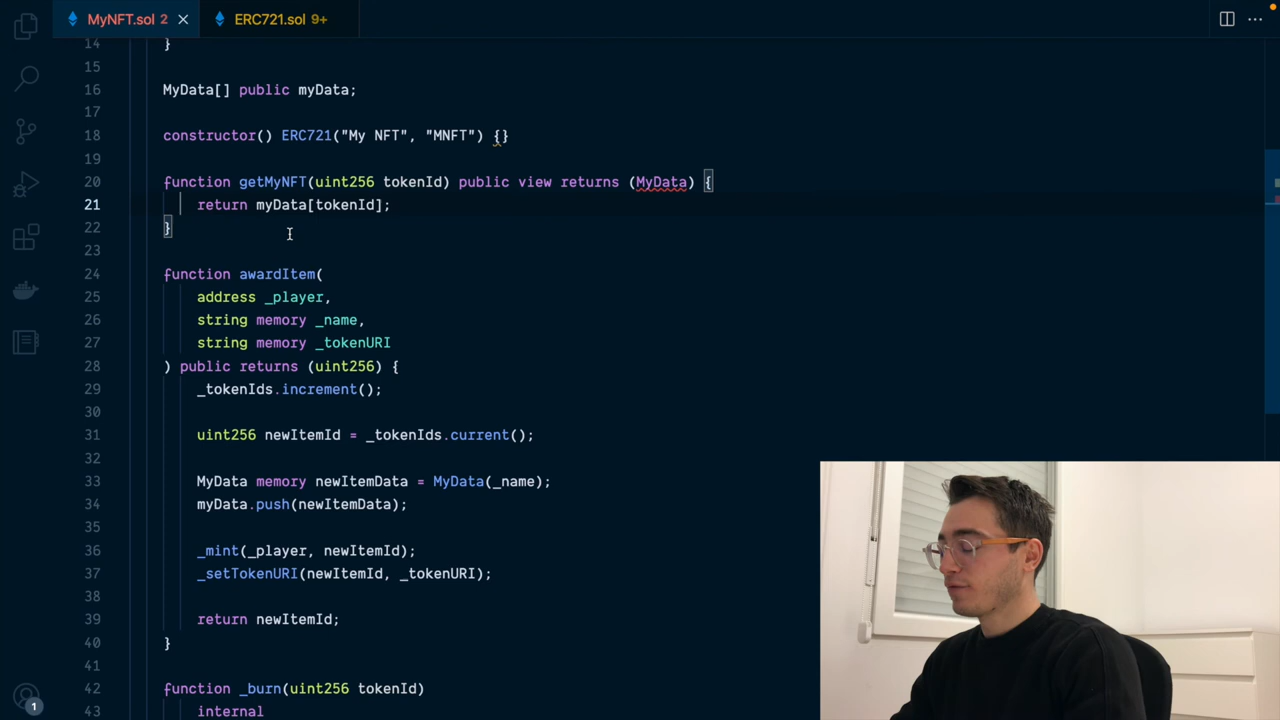 MyNFT.sol 2
ERC721.sol 9+
14 }
15
16 MyData[] public myData;
17
18 constructor() ERC721("My NFT", "MNFT") {}
19
20 function getMyNFT(uint256 tokenId) public view returns (MyData) {
21 return myData[tokenId];
22 }
23
24 function awardItem(
25 address _player,
26 string memory _name,
27 string memory _tokenURI
28 ) public returns (uint256) {
29 _tokenIds.increment();
30
31 uint256 newItemId = _tokenIds.current();
32
33 MyData memory newItemData = MyData(_name);
34 myData.push(newItemData);
35
36 _mint(_player, newItemId);
37 _setTokenURI(newItemId, _tokenURI);
38
39 return newItemId;
40 }
41
42 function _burn(uint256 tokenId)
43 internal
1